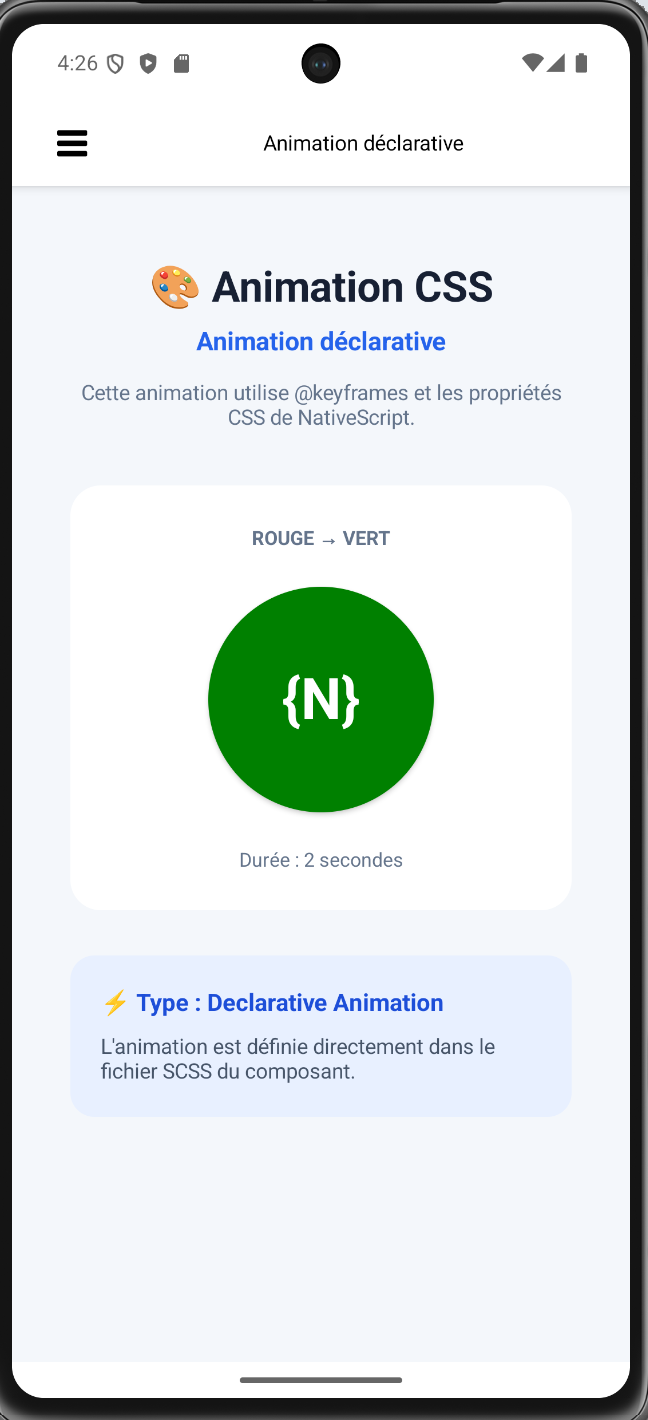 4:26
Animation déclarative
🎨 Animation CSS
Animation déclarative
Cette animation utilise @keyframes et les propriétés
CSS de NativeScript.
ROUGE → VERT
{N}
Durée : 2 secondes
⚡ Type : Declarative Animation
L'animation est définie directement dans le
fichier SCSS du composant.